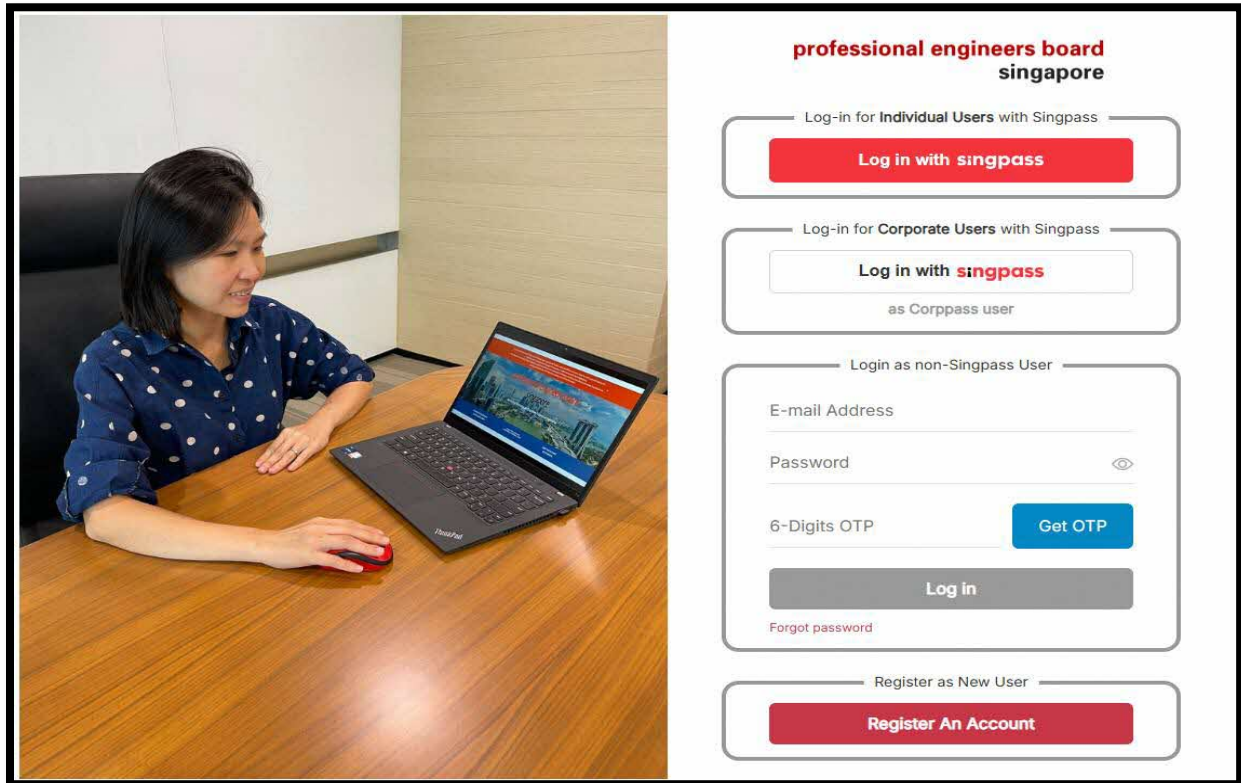 professional engineers board
singapore
Log-in for Individual Users with Singpass
Log in with singpass
Log-in for Corporate Users with Singpass
Log in with singpass
as Corppass user
Login as non-Singpass User
E-mail Address
Password
6-Digits OTP
Get OTP
Log in
Forgot password
Register as New User
Register An Account
ThinkPad
singapore